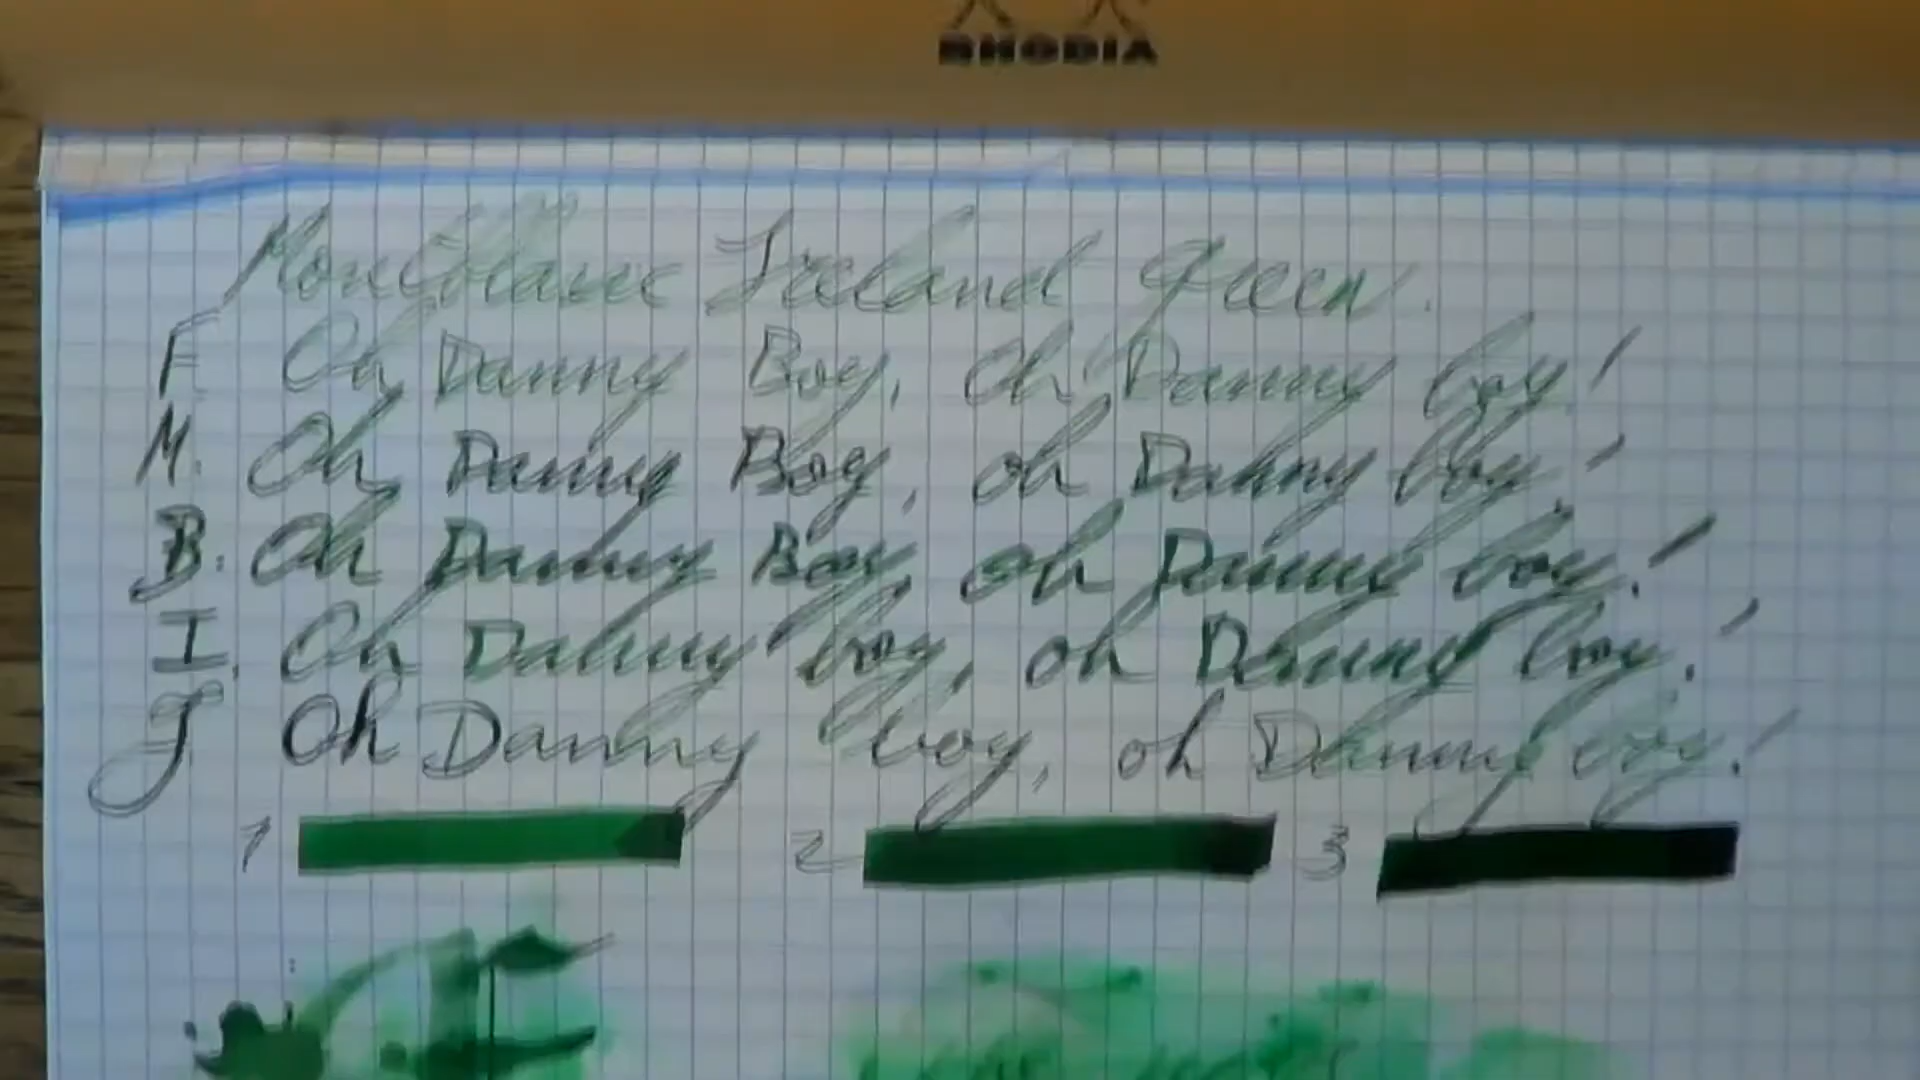 RHODIA
Montblanc Ireland Green.
F Oh Danny Boy, Oh Danny boy!
M. Oh Danny Boy, oh Danny boy!
B. Oh Danny Boy, oh Danny boy!
I. Oh Danny boy, oh Danny boy!
J Oh Danny boy, oh Danny boy!
1 2 3